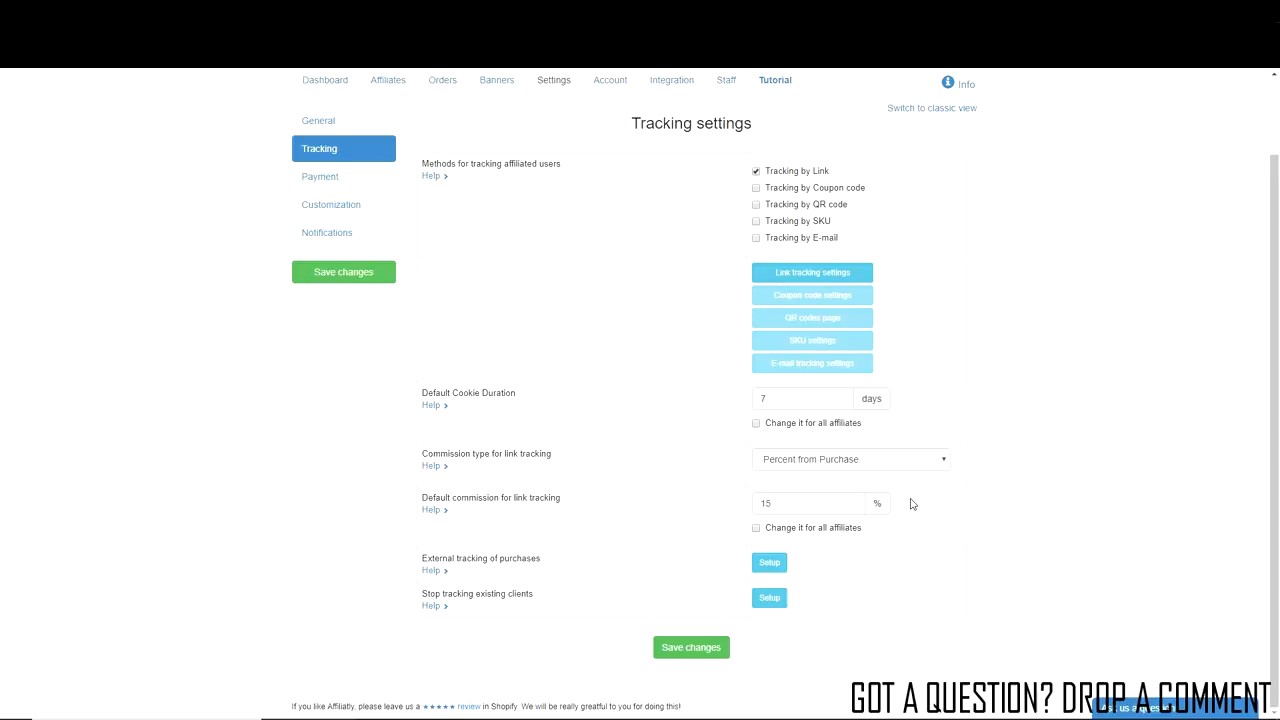 Dashboard Affiliates Orders Banners Settings Account Integration Staff Tutorial Info
Switch to classic view
General
Tracking
Payment
Customization
Notifications
Save changes
Tracking settings
Methods for tracking affiliated users
Help >
Tracking by Link
Tracking by Coupon code
Tracking by QR code
Tracking by SKU
Tracking by E-mail
Link tracking settings
Coupon code settings
QR codes page
SKU settings
E-mail tracking settings
Default Cookie Duration
Help >
7 days
Change it for all affiliates
Commission type for link tracking
Help >
Percent from Purchase
Default commission for link tracking
Help >
15 %
Change it for all affiliates
External tracking of purchases
Help >
Setup
Stop tracking existing clients
Help >
Setup
Save changes
If you like Affiliatly, please leave us a ★★★★★ review in Shopify. We will be really greatful to you for doing this!
GOT A QUESTION? DROP A COMMENT
Ask us a question